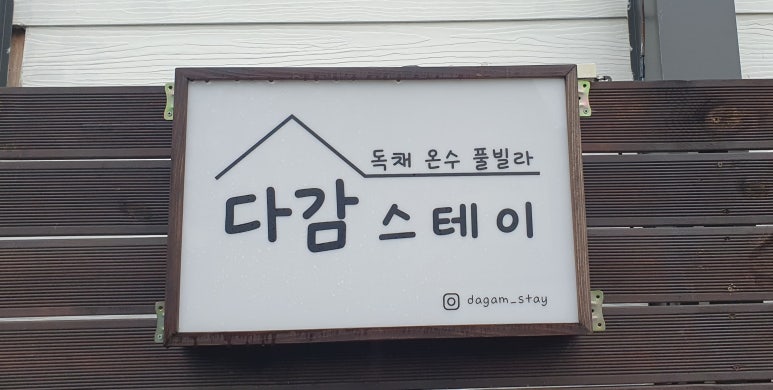 독채 온수 풀빌라
다감 스테이
dagam_stay